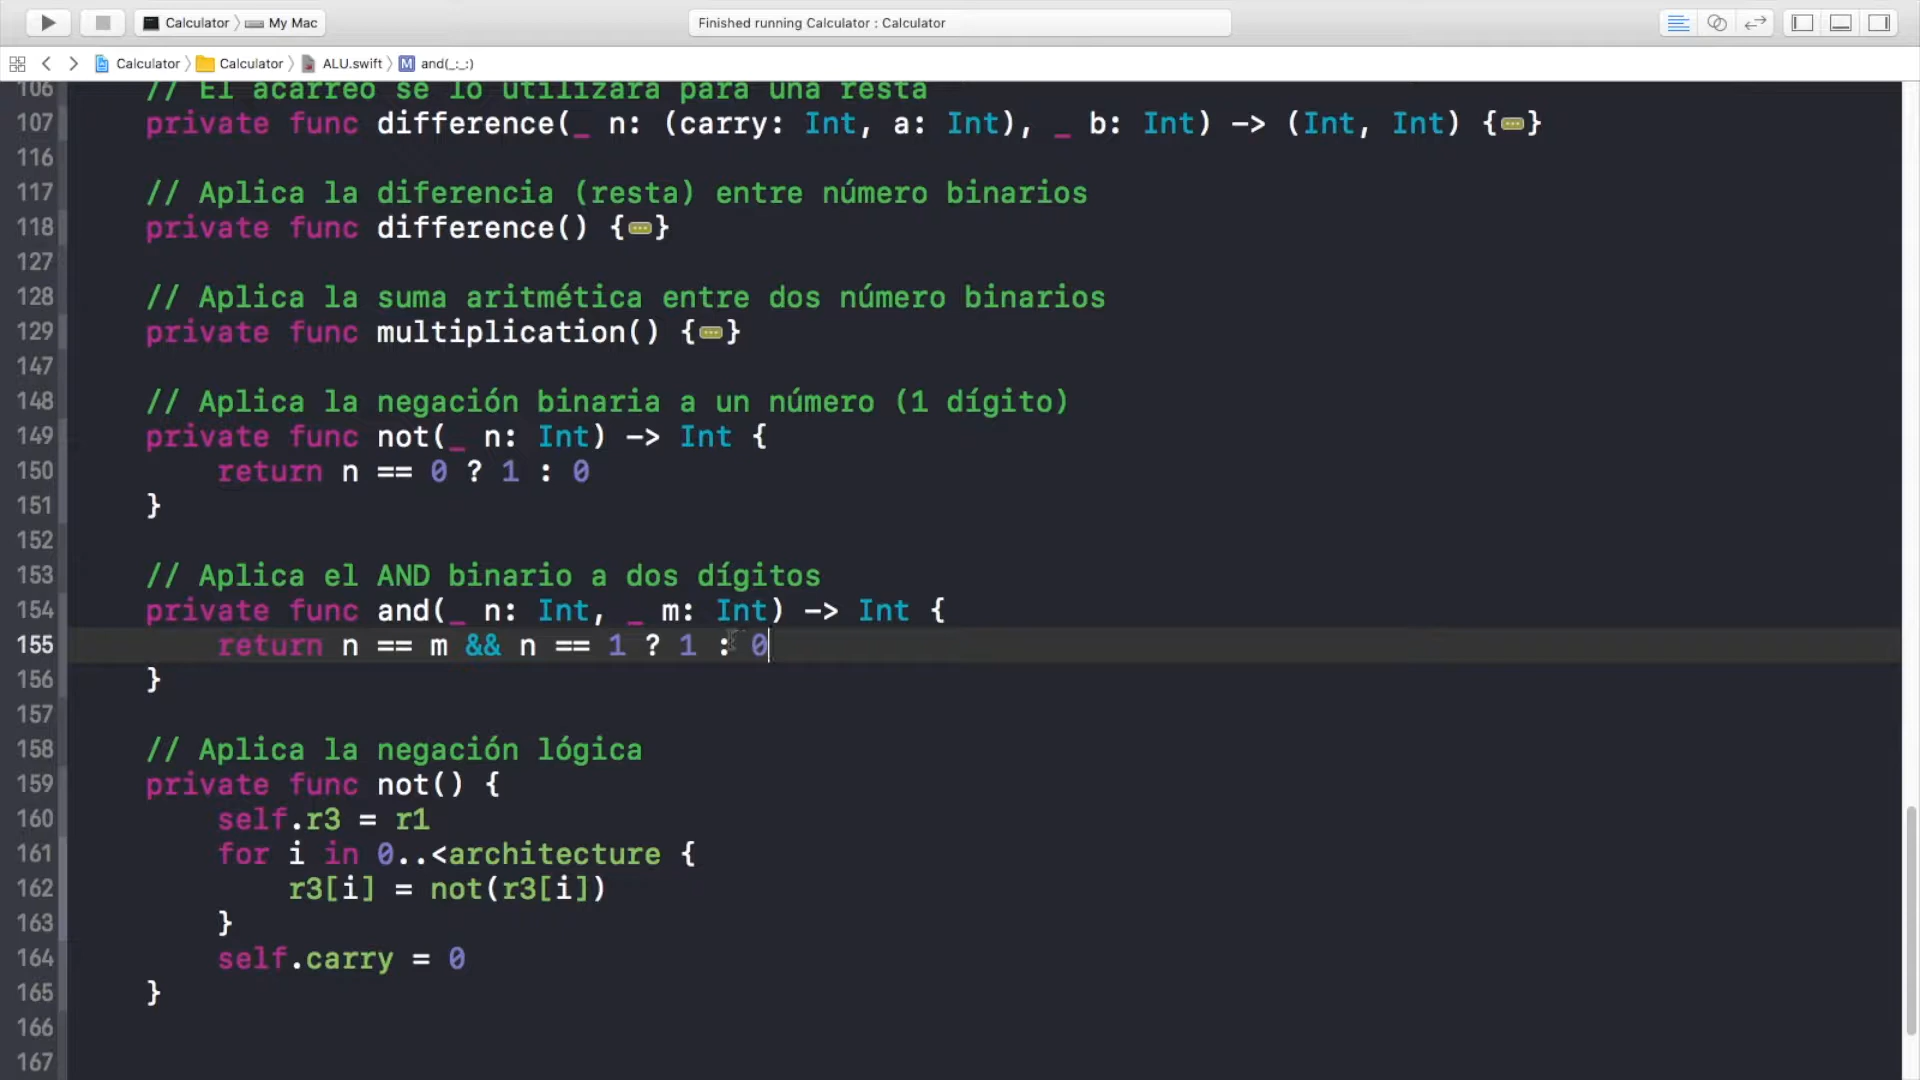 Calculator 〉 My Mac
Finished running Calculator : Calculator
Calculator 〉 Calculator 〉 ALU.swift 〉 M and(_:_:)
106 // El acarreo se lo utilizara para una resta
107 private func difference(_ n: (carry: Int, a: Int), _ b: Int) -> (Int, Int) {...}
116
117 // Aplica la diferencia (resta) entre número binarios
118 private func difference() {...}
127
128 // Aplica la suma aritmética entre dos número binarios
129 private func multiplication() {...}
147
148 // Aplica la negación binaria a un número (1 dígito)
149 private func not(_ n: Int) -> Int {
150 return n == 0 ? 1 : 0
151 }
152
153 // Aplica el AND binario a dos dígitos
154 private func and(_ n: Int, _ m: Int) -> Int {
155 return n == m && n == 1 ? 1 : 0
156 }
157
158 // Aplica la negación lógica
159 private func not() {
160 self.r3 = r1
161 for i in 0..<architecture {
162 r3[i] = not(r3[i])
163 }
164 self.carry = 0
165 }
166
167